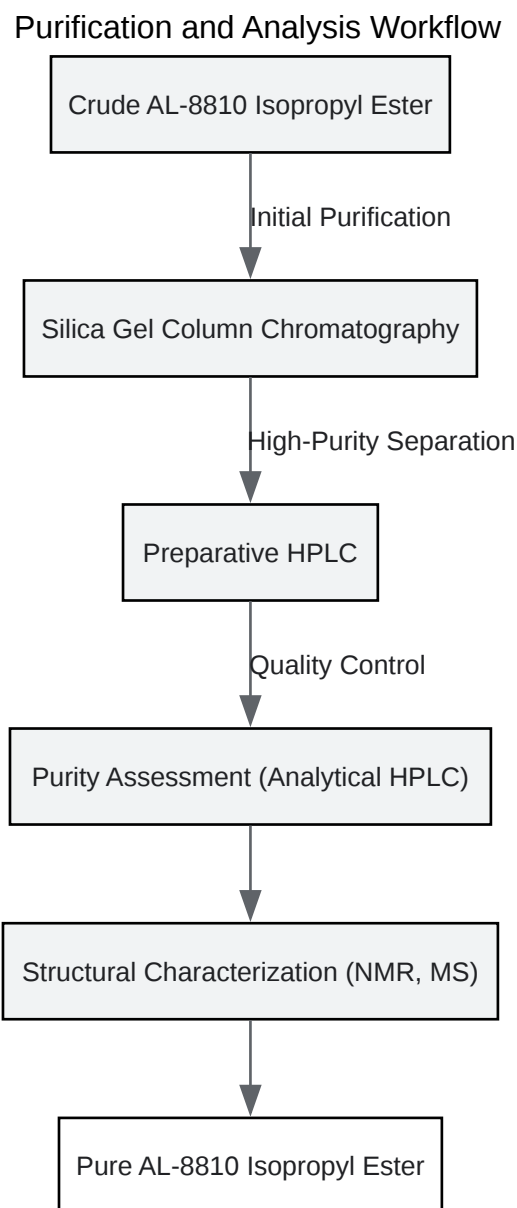 Purification and Analysis Workflow
Crude AL-8810 Isopropyl Ester
Initial Purification
Silica Gel Column Chromatography
High-Purity Separation
Preparative HPLC
Quality Control
Purity Assessment (Analytical HPLC)
Structural Characterization (NMR, MS)
Pure AL-8810 Isopropyl Ester